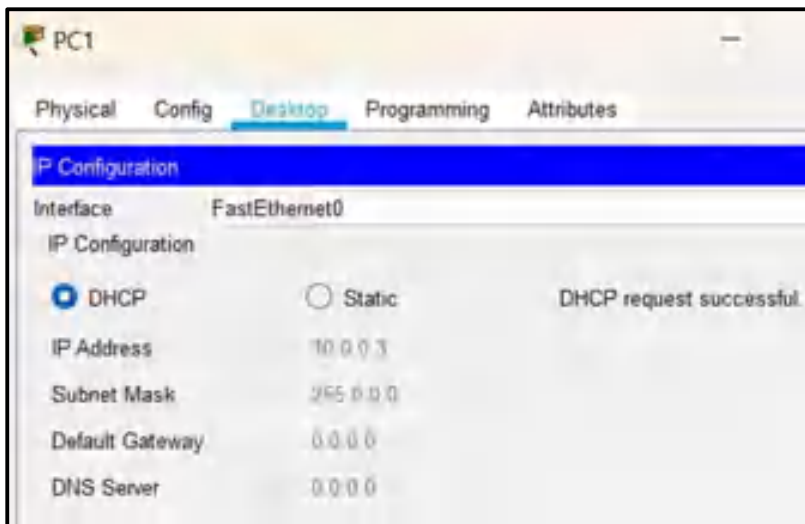 PC1
Physical Config Desktop Programming Attributes
IP Configuration
Interface FastEthernet0
IP Configuration
DHCP Static DHCP request successful.
IP Address 10.0.0.3
Subnet Mask 255.0.0.0
Default Gateway 0.0.0.0
DNS Server 0.0.0.0